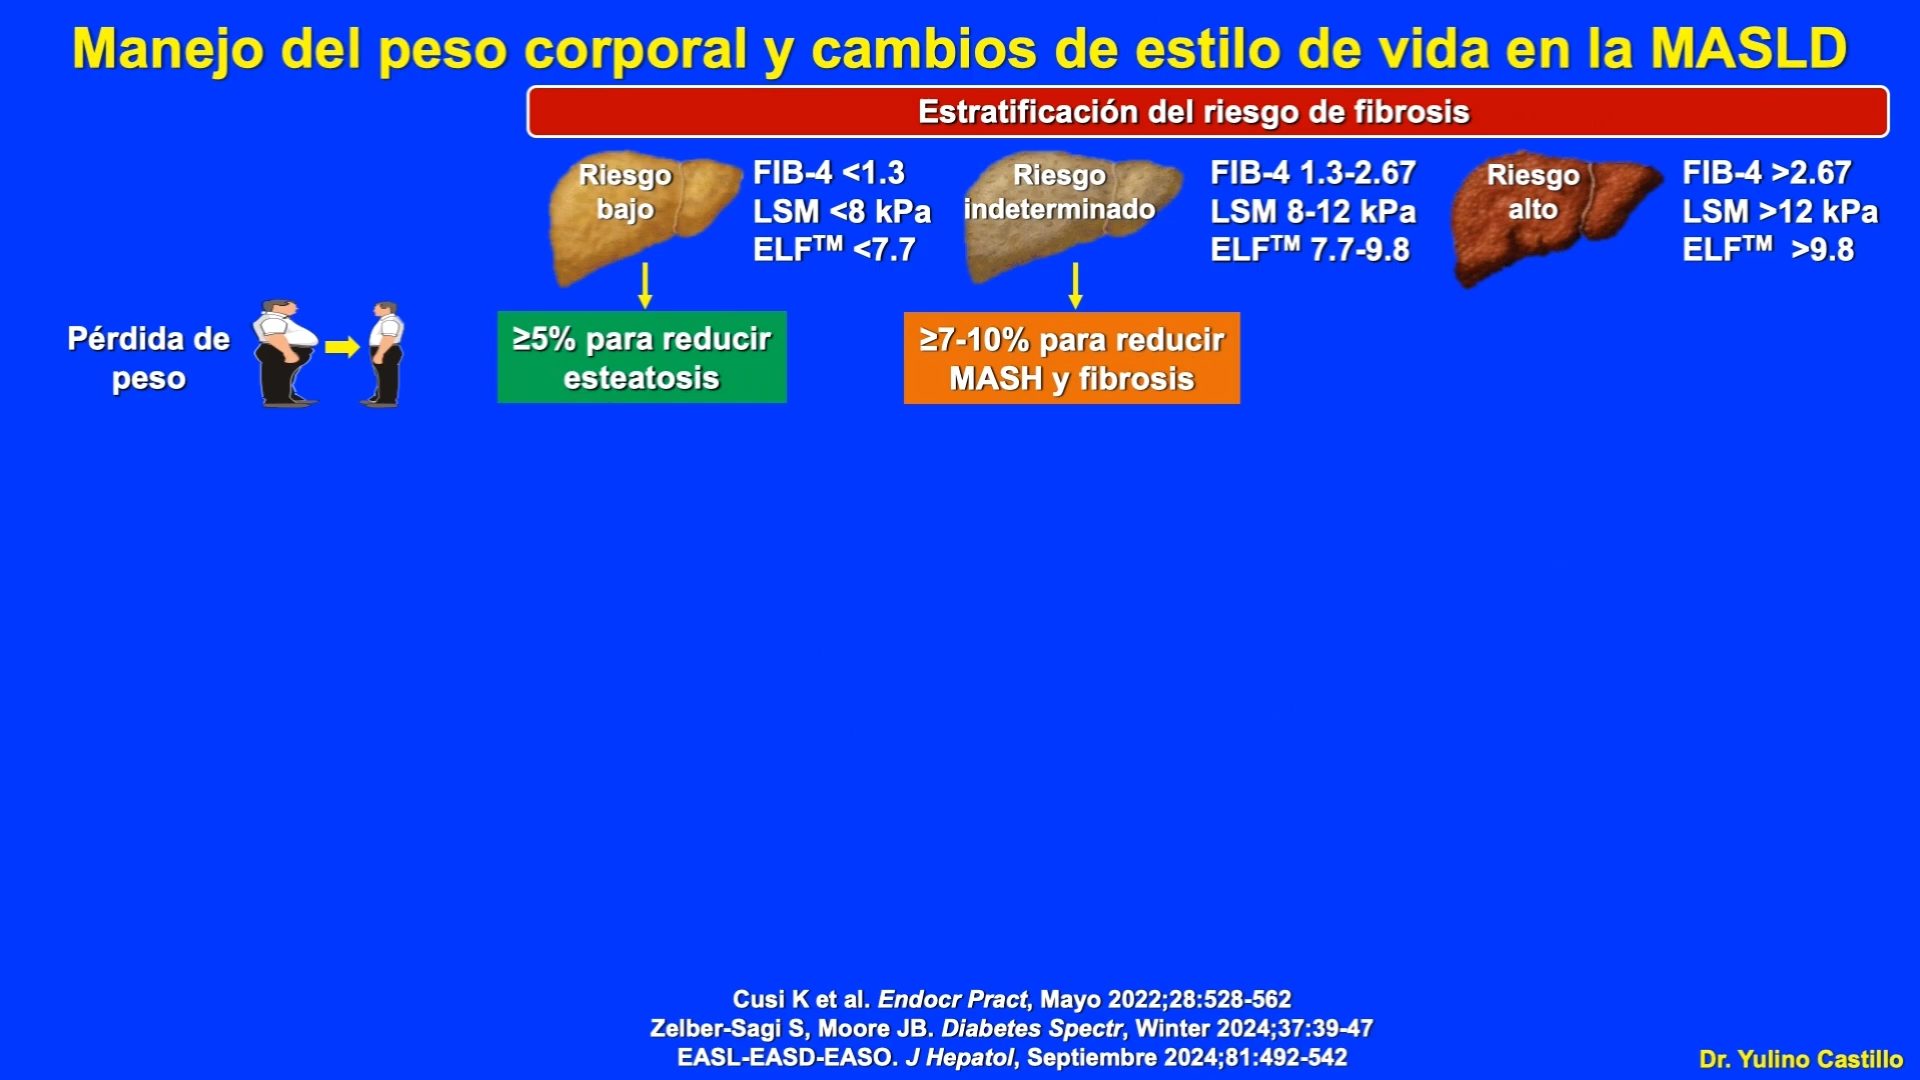 Manejo del peso corporal y cambios de estilo de vida en la MASLD
Estratificación del riesgo de fibrosis
Riesgo
bajo
FIB-4 <1.3
LSM <8 kPa
ELF™ <7.7
Riesgo
indeterminado
FIB-4 1.3-2.67
LSM 8-12 kPa
ELF™ 7.7-9.8
Riesgo
alto
FIB-4 >2.67
LSM >12 kPa
ELF™ >9.8
Pérdida de
peso
≥5% para reducir
esteatosis
≥7-10% para reducir
MASH y fibrosis
Cusi K et al. Endocr Pract, Mayo 2022;28:528-562
Zelber-Sagi S, Moore JB. Diabetes Spectr, Winter 2024;37:39-47
EASL-EASD-EASO. J Hepatol, Septiembre 2024;81:492-542
Dr. Yulino Castillo